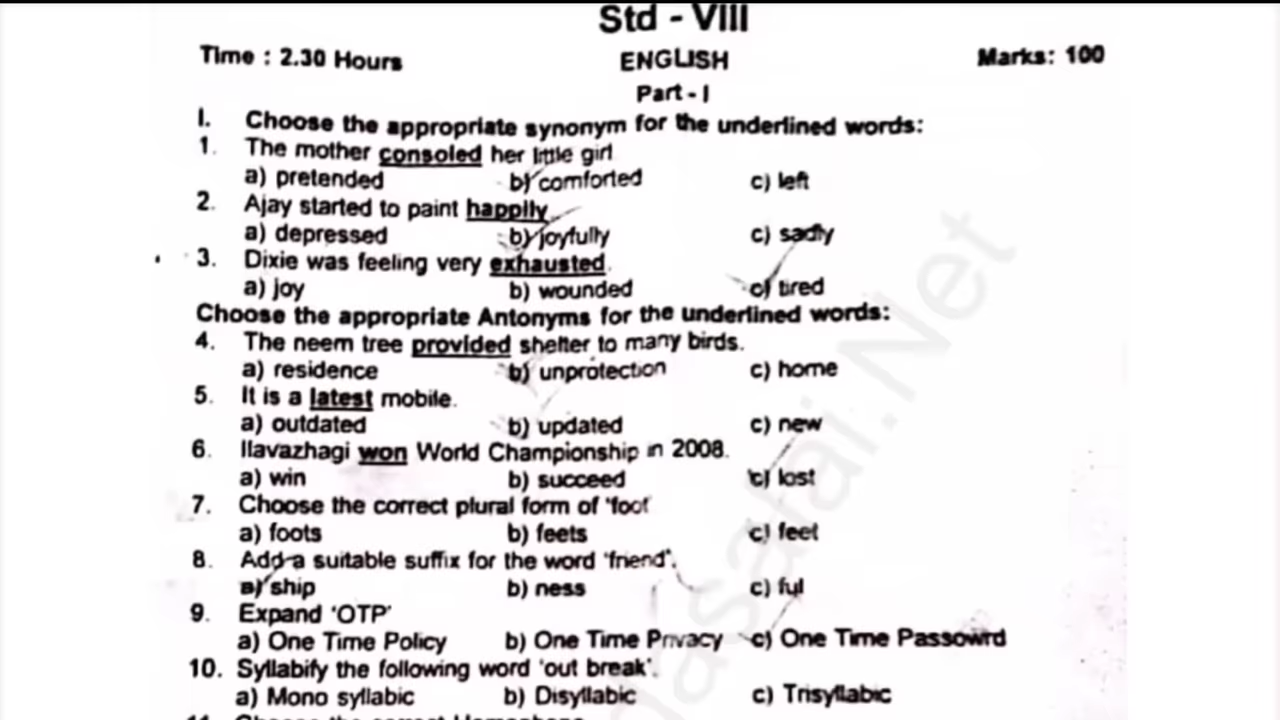 Std - VIII
Time : 2.30 Hours ENGLISH Marks: 100
Part - I
I. Choose the appropriate synonym for the underlined words:
1. The mother consoled her little girl
a) pretended b) comforted c) left
2. Ajay started to paint happily
a) depressed b) joyfully c) sadly
3. Dixie was feeling very exhausted.
a) joy b) wounded c) tired
Choose the appropriate Antonyms for the underlined words:
4. The neem tree provided shelter to many birds.
a) residence b) unprotection c) home
5. It is a latest mobile.
a) outdated b) updated c) new
6. Ilavazhagi won World Championship in 2008.
a) win b) succeed c) lost
7. Choose the correct plural form of 'foot'
a) foots b) feets c) feet
8. Add a suitable suffix for the word 'friend'.
a) ship b) ness c) ful
9. Expand 'OTP'
a) One Time Policy b) One Time Privacy c) One Time Passowrd
10. Syllabify the following word 'out break'.
a) Mono syllabic b) Disyllabic c) Trisyllabic